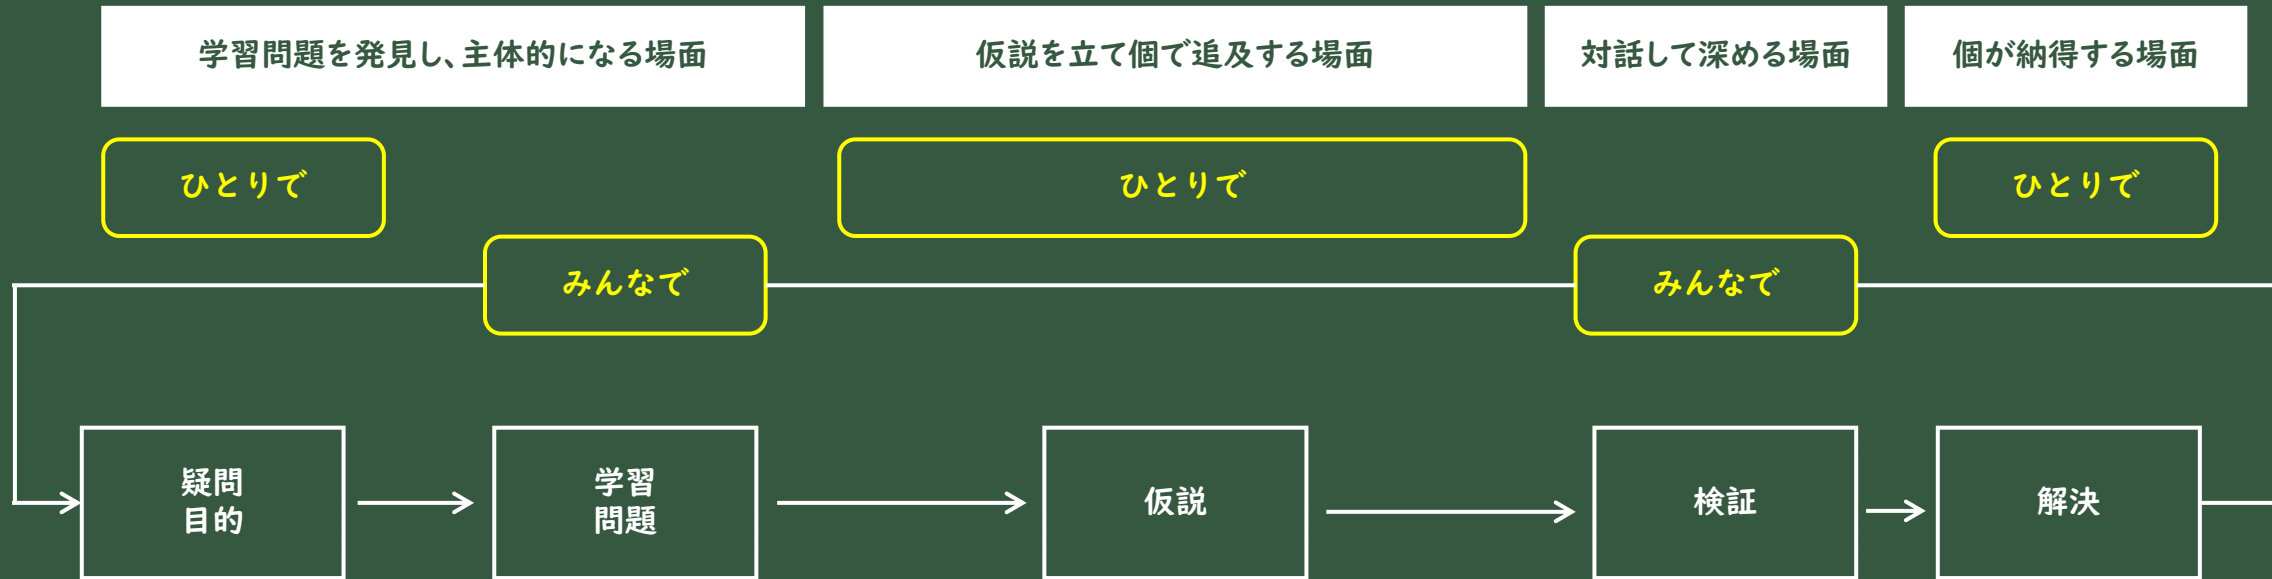 学習問題を発見し、主体的になる場面
仮説を立て個で追及する場面
対話して深める場面
個が納得する場面
ひとりで
ひとりで
ひとりで
みんなで
みんなで
疑問
目的
学習
問題
仮説
検証
解決